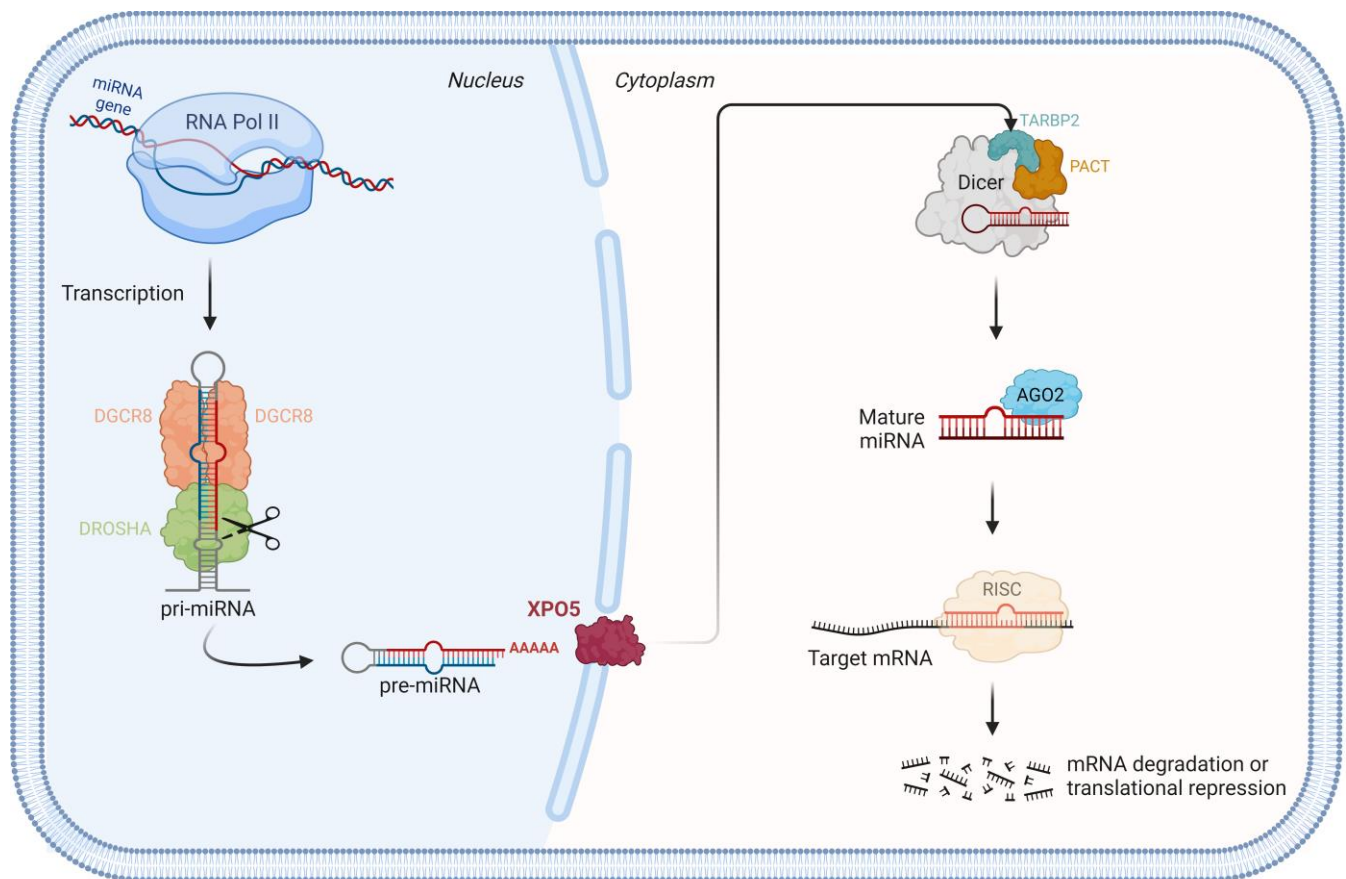 Nucleus
Cytoplasm
miRNA
gene
RNA Pol II
Transcription
DGCR8
DGCR8
DROSHA
pri-miRNA
AAAAA
pre-miRNA
XPO5
TARBP2
PACT
Dicer
AGO2
Mature
miRNA
RISC
Target mRNA
mRNA degradation or
translational repression